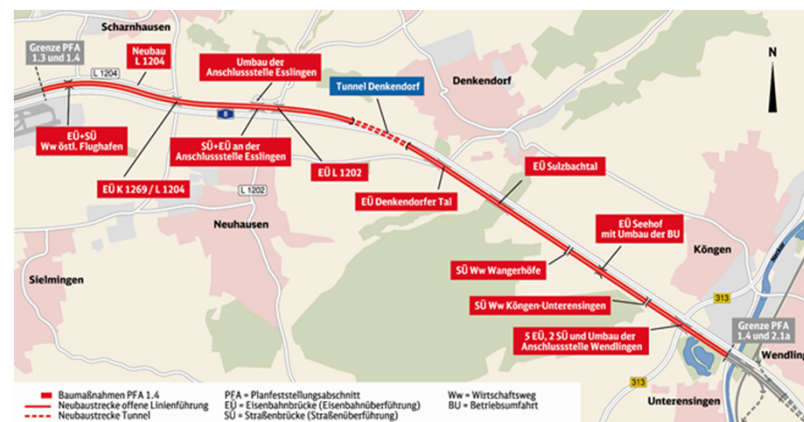 Scharnhausen
Grenze PFA
1.3 und 1.4
Neubau
L 1204
L 1204
Umbau der
Anschlussstelle Esslingen
Tunnel Denkendorf
Denkendorf
N
8
EÜ+SÜ
Ww östl. Flughafen
SÜ+EÜ an der
Anschlussstelle Esslingen
EÜ L 1202
EÜ K 1269 / L 1204
L 1202
EÜ Sulzbachtal
EÜ Denkendorfer Tal
Neuhausen
EÜ Seehof
mit Umbau der BU
Köngen
Neckar
SÜ Ww Wangerhöfe
Sielmingen
SÜ Ww Köngen-Unterensingen
313
5 EÜ, 2 SÜ und Umbau der
Anschlussstelle Wendlingen
Grenze PFA
1.4 und 2.1a
Wendling
313
Unterensingen
Baumaßnahmen PFA 1.4
Neubaustrecke offene Linienführung
Neubaustrecke Tunnel
PFA = Planfeststellungsabschnitt
EÜ = Eisenbahnbrücke (Eisenbahnüberführung)
SÜ = Straßenbrücke (Straßenüberführung)
Ww = Wirtschaftsweg
BU = Betriebsumfahrt